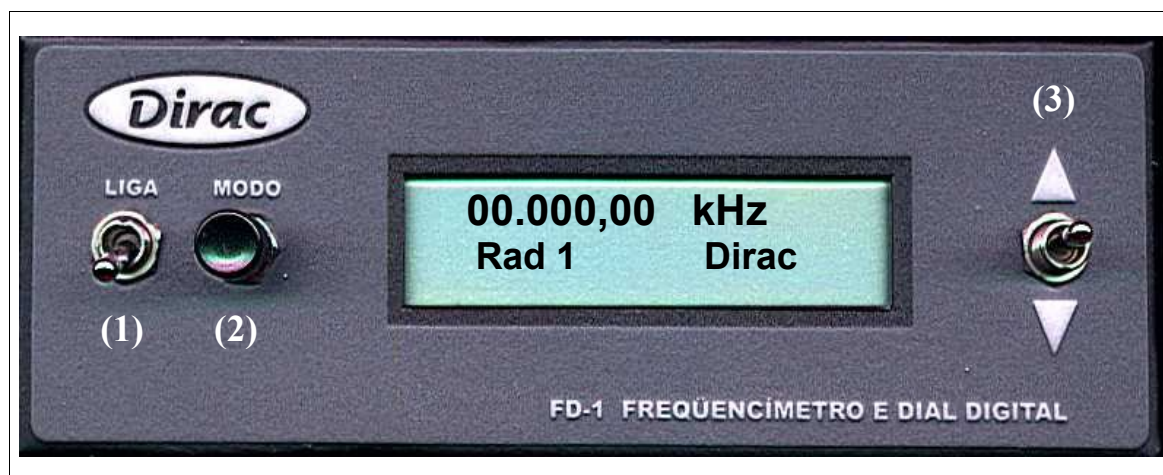 Dirac
(3)
LIGA MODO
00.000,00 kHz
Rad 1 Dirac
(1) (2)
FD-1 FREQÜENCÍMETRO E DIAL DIGITAL